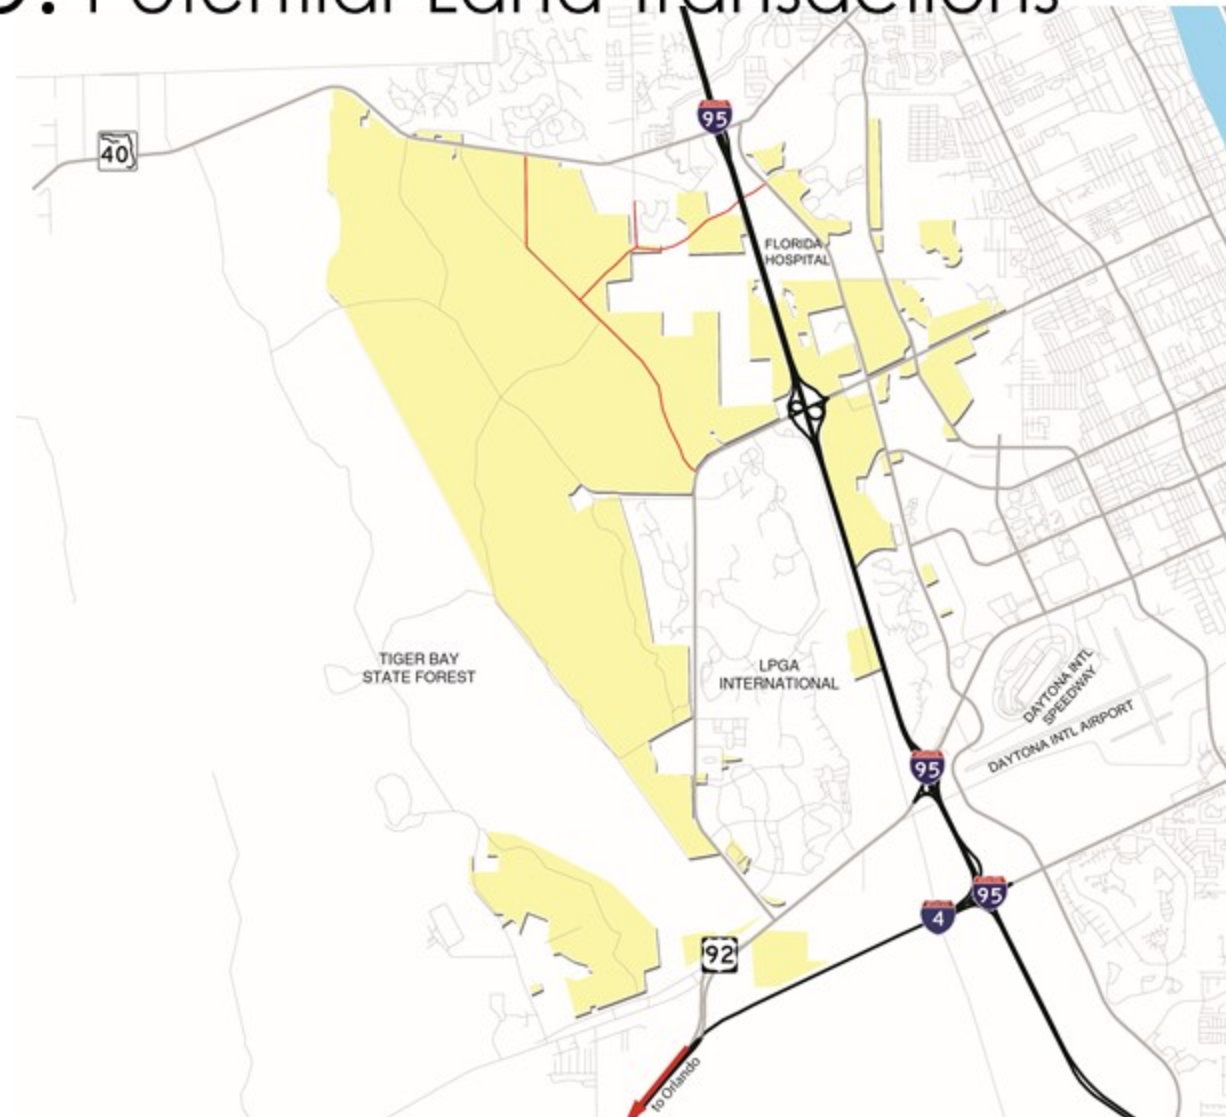 Potential Land Transactions
95
40
FLORIDA
HOSPITAL
TIGER BAY
STATE FOREST
LPGA
INTERNATIONAL
DAYTONA INTL
SPEEDWAY
DAYTONA INTL AIRPORT
95
95
4
92
to Orlando